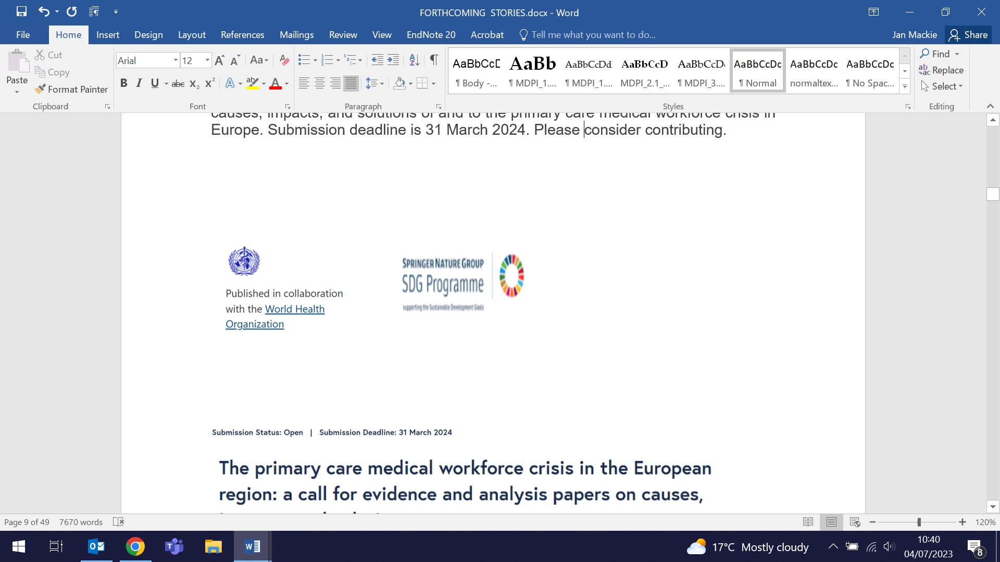 FORTHCOMING STORIES.docx - Word
File Home Insert Design Layout References Mailings Review View EndNote 20 Acrobat Tell me what you want to do... Jan Mackie Share
Paste
Cut
Copy
Format Painter
Clipboard
Arial 12
Font
Paragraph
AaBbCcD AaBb AaBbCcDd AaBbCcD AaBbCcDc AaBbCcDc AaBbCcDc AaBbCcDc
¶ Body -... ¶ MDPI_1.... ¶ MDPI_1.... MDPI_2.1_... ¶ MDPI_3.... ¶ Normal normaltex... ¶ No Spac...
Styles
Find
Replace
Select
Editing
causes, impacts, and solutions of and to the primary care medical workforce crisis in
Europe. Submission deadline is 31 March 2024. Please consider contributing.
Published in collaboration
with the World Health
Organization
SPRINGER NATURE GROUP
SDG Programme
supporting the Sustainable Development Goals
Submission Status: Open | Submission Deadline: 31 March 2024
The primary care medical workforce crisis in the European
region: a call for evidence and analysis papers on causes,
Page 9 of 49 7670 words 120%
17°C Mostly cloudy
10:40
04/07/2023
8